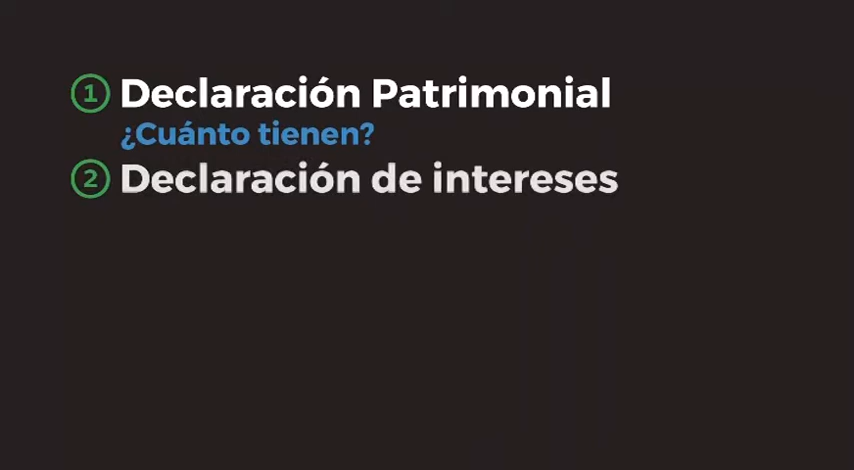 1 Declaración Patrimonial
¿Cuánto tienen?
2 Declaración de intereses